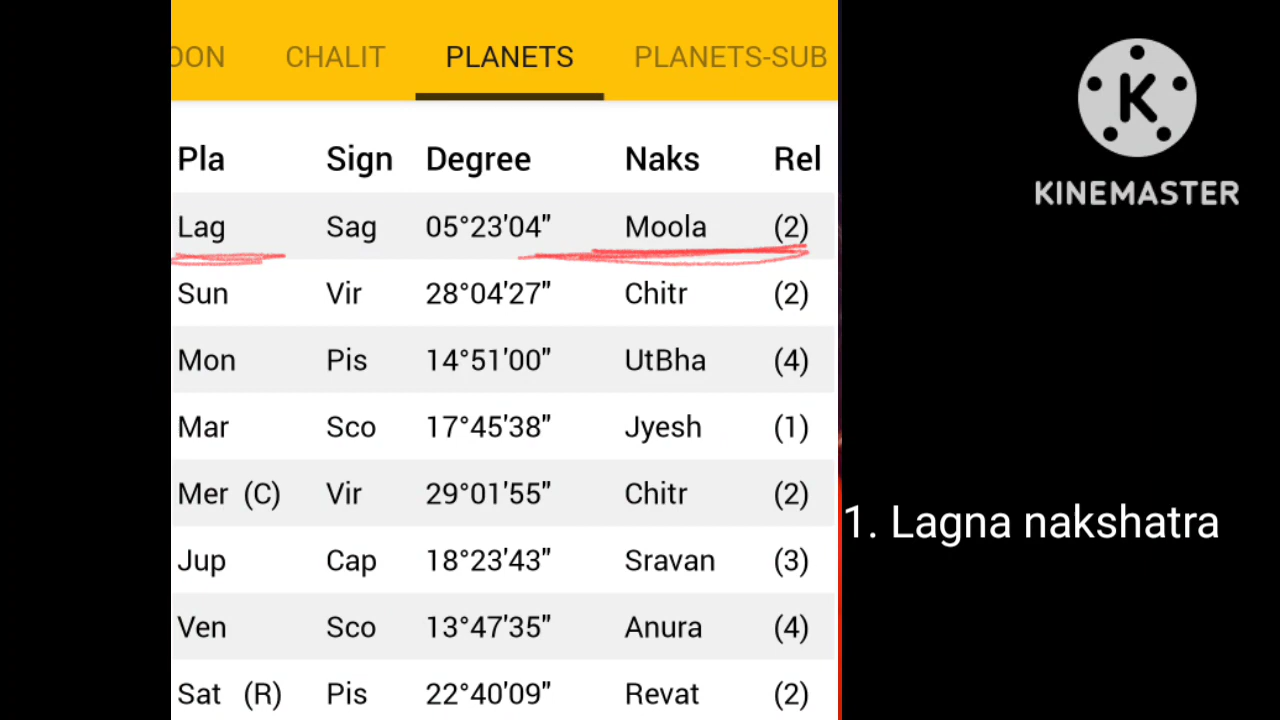 OON CHALIT PLANETS PLANETS-SUB
Pla Sign Degree Naks Rel
Lag Sag 05°23'04" Moola (2)
Sun Vir 28°04'27" Chitr (2)
Mon Pis 14°51'00" UtBha (4)
Mar Sco 17°45'38" Jyesh (1)
Mer (C) Vir 29°01'55" Chitr (2)
Jup Cap 18°23'43" Sravan (3)
Ven Sco 13°47'35" Anura (4)
Sat (R) Pis 22°40'09" Revat (2)
K
KINEMASTER
1. Lagna nakshatra